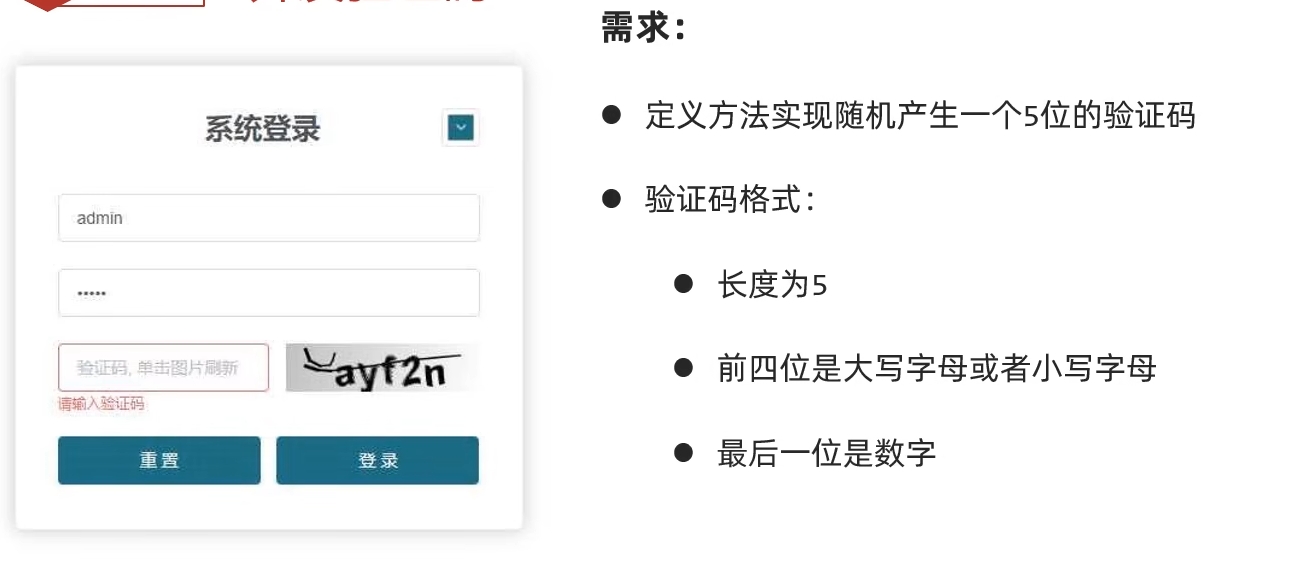 系统登录
admin
验证码, 单击图片刷新
ayf2n
请输入验证码
重置
登录
需求：
定义方法实现随机产生一个5位的验证码
验证码格式：
长度为5
前四位是大写字母或者小写字母
最后一位是数字